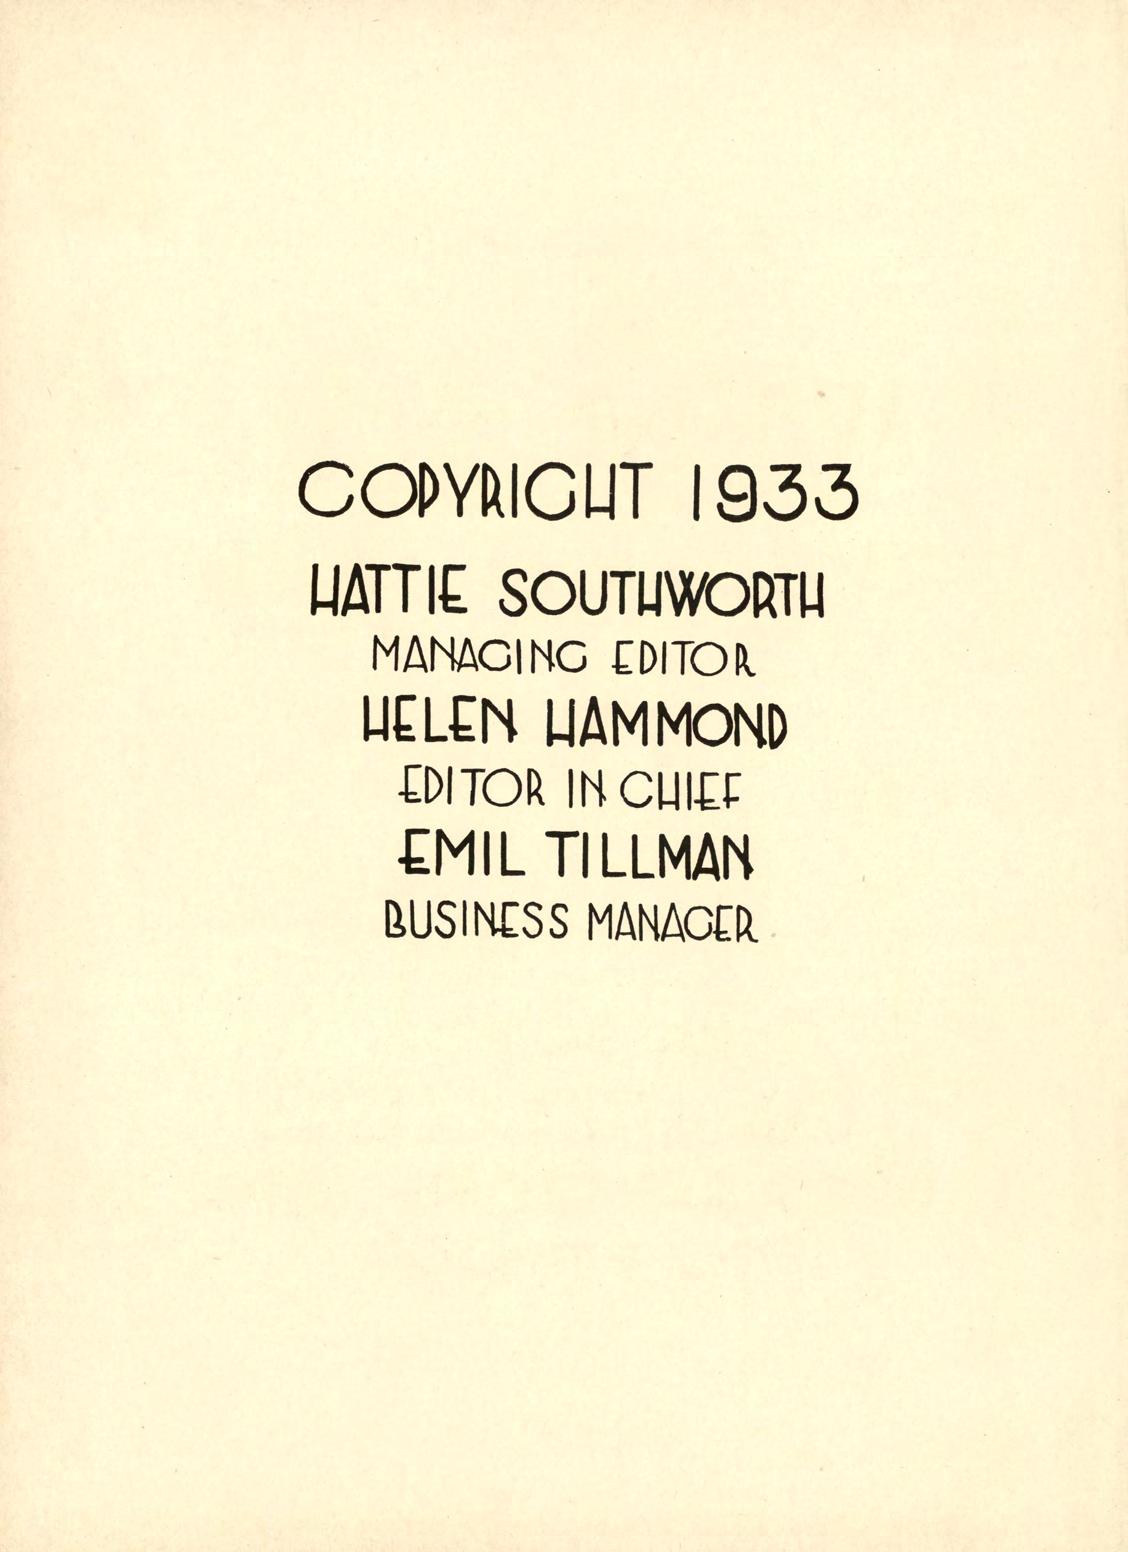 COPYRIGHT 1933
HATTIE SOUTHWORTH
MANAGING EDITOR
HELEN HAMMOND
EDITOR IN CHIEF
EMIL TILLMAN
BUSINESS MANAGER